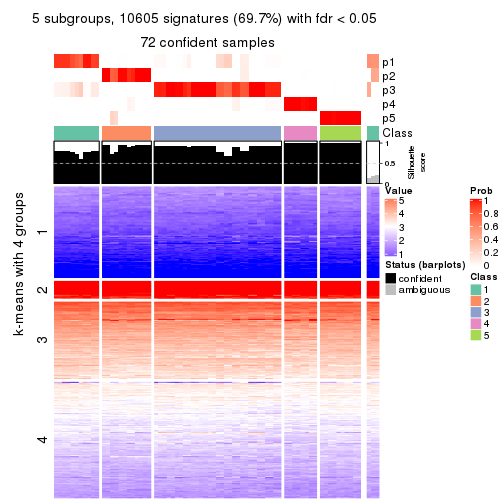 5 subgroups, 10605 signatures (69.7%) with fdr < 0.05
72 confident samples
p1
p2
p3
p4
p5
Class
1
0.5
0
Silhouette
score
k-means with 4 groups
1
2
3
4
Value
5
4
3
2
1
Status (barplots)
confident
ambiguous
Prob
1
0.8
0.6
0.4
0.2
0
Class
1
2
3
4
5